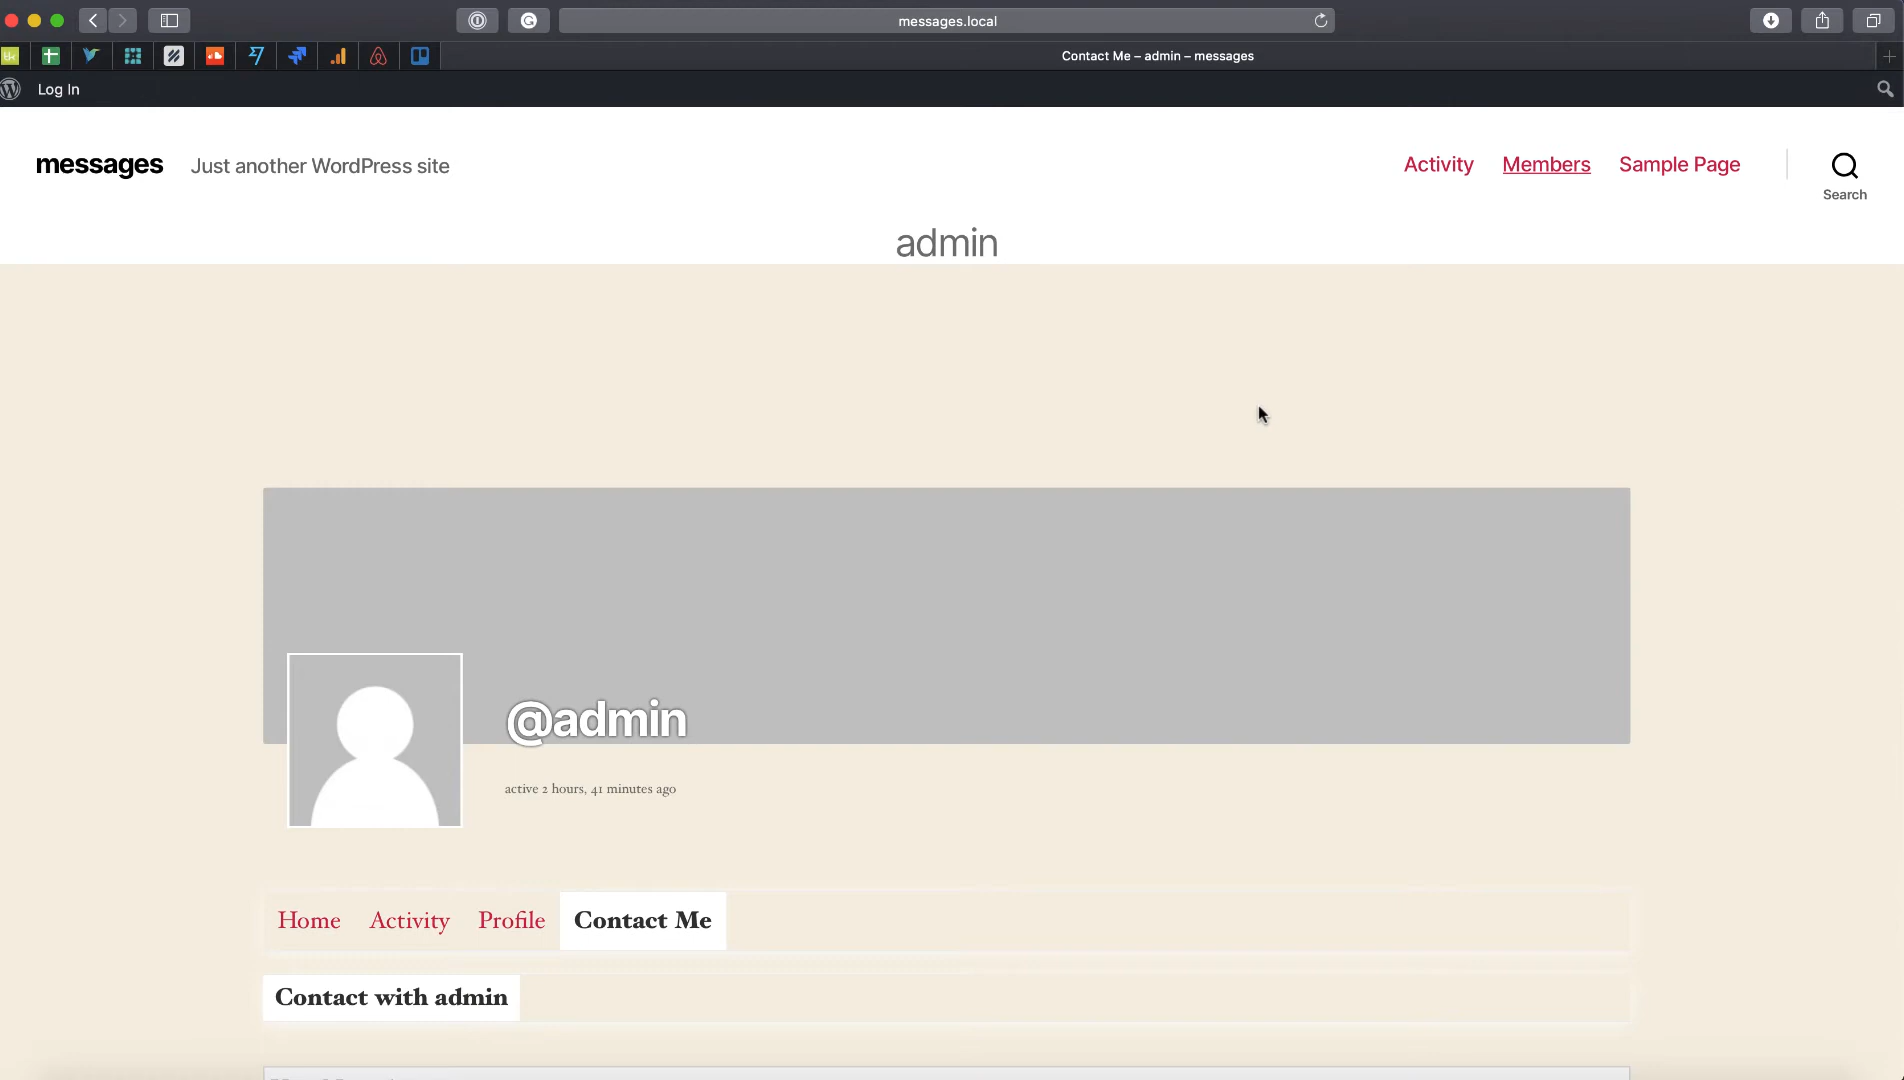 messages.local
Contact Me – admin – messages
Log In
messages Just another WordPress site
Activity Members Sample Page
Search
admin
@admin
active 2 hours, 41 minutes ago
Home Activity Profile Contact Me
Contact with admin